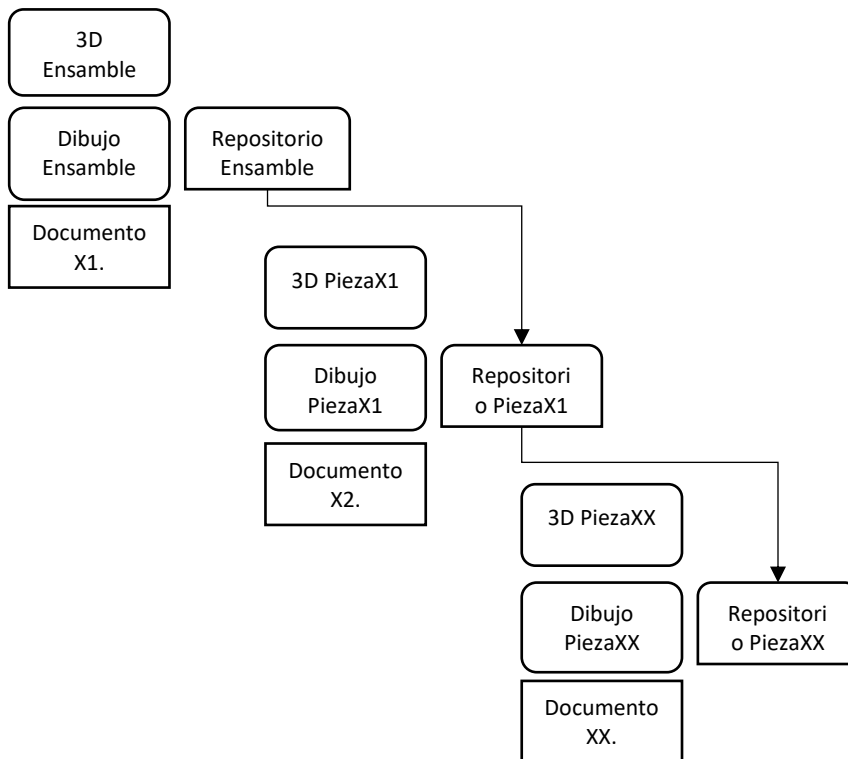 3D
Ensamble
Dibujo
Ensamble
Repositorio
Ensamble
Documento
X1.
3D PiezaX1
Dibujo
PiezaX1
Repositori
o PiezaX1
Documento
X2.
3D PiezaXX
Dibujo
PiezaXX
Repositori
o PiezaXX
Documento
XX.